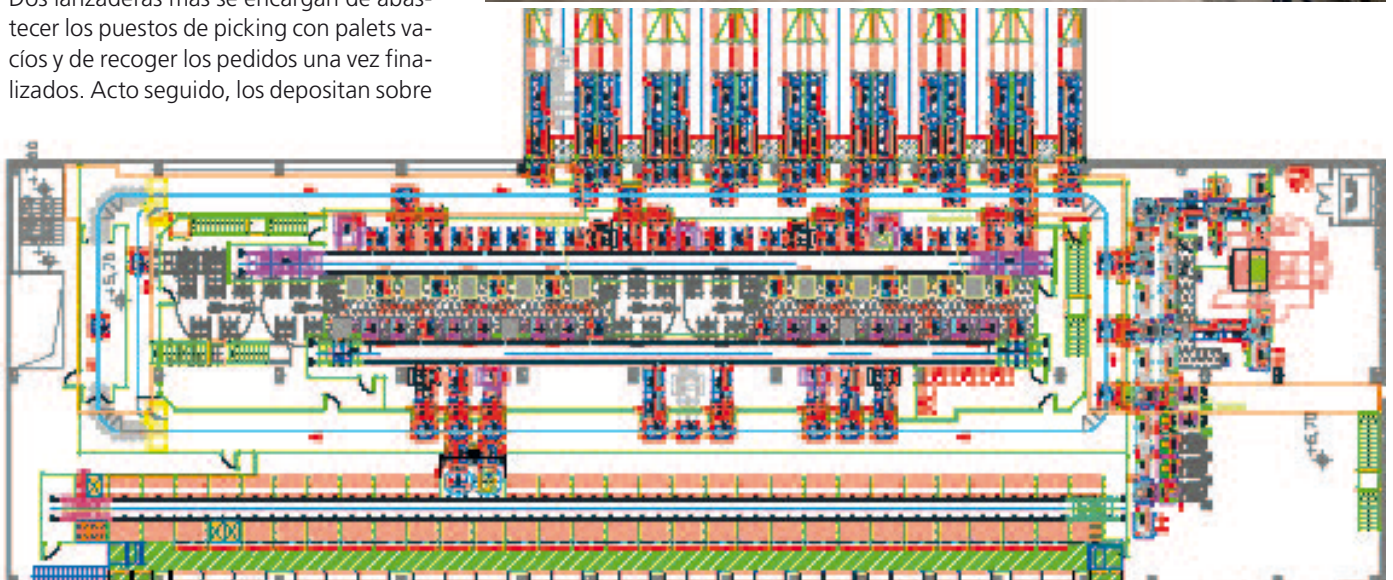 Dos lanzaderas más se encargan de abas-
tecer los puestos de picking con palets va-
cíos y de recoger los pedidos una vez fina-
lizados. Acto seguido, los depositan sobre
+5,70
+6,70